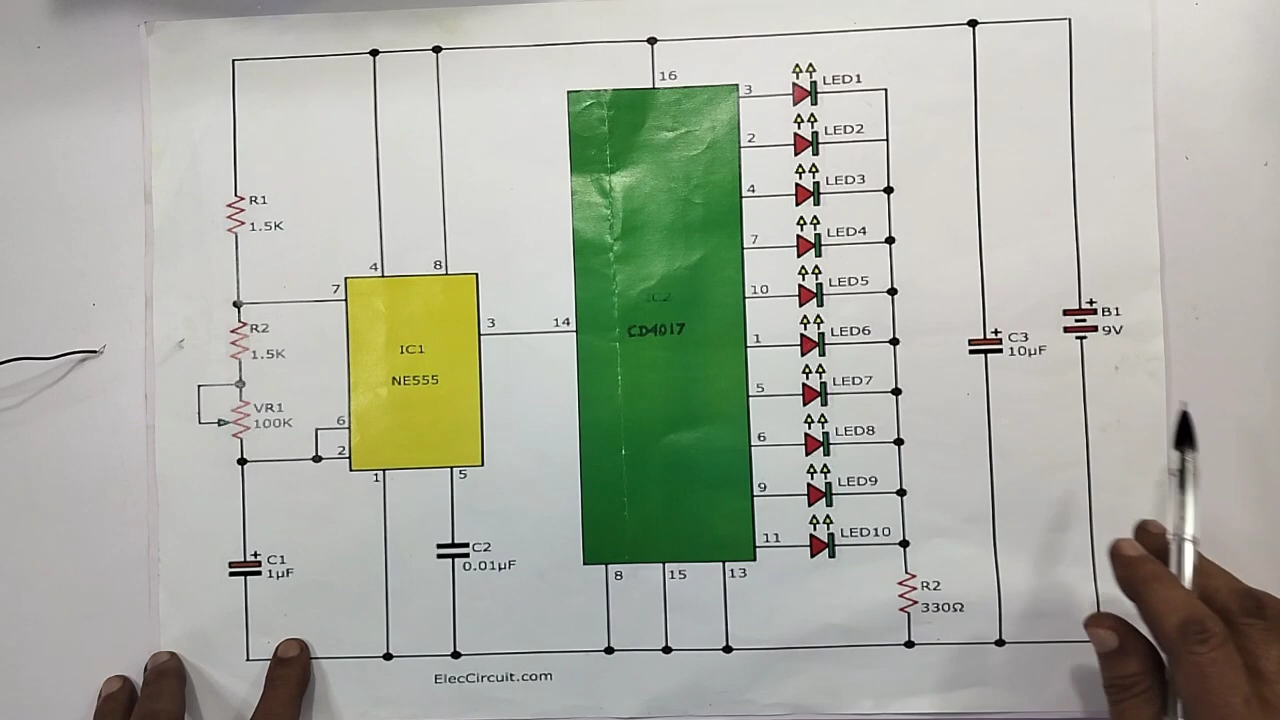 16
3
LED1
2
LED2
4
LED3
R1
1.5K
7
LED4
4
8
7
10
LED5
IC2
CD4017
3
14
1
LED6
R2
1.5K
IC1
NE555
B1
9V
C3
10µF
5
LED7
VR1
100K
6
2
6
LED8
1
5
9
LED9
11
LED10
C1
1µF
C2
0.01µF
8
15
13
R2
330Ω
ElecCircuit.com